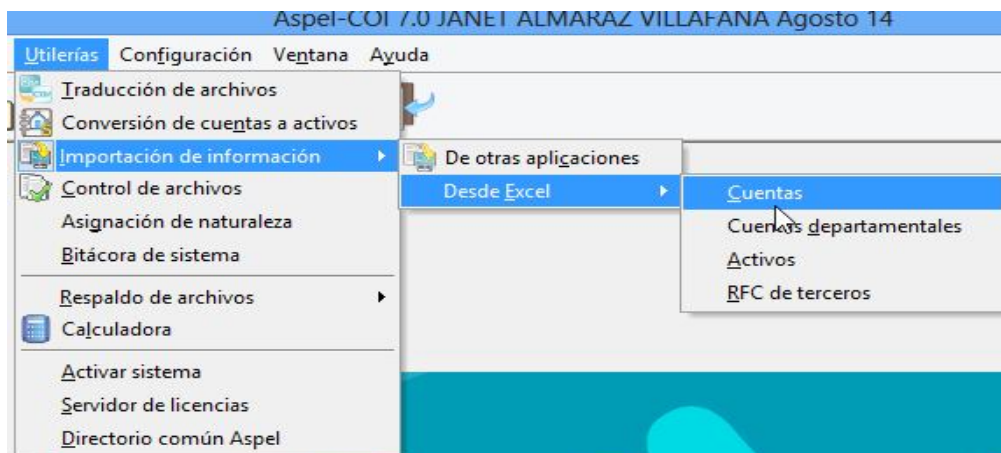 Aspel-COI 7.0 JANET ALMARAZ VILLAFANA Agosto 14
Utilerías Configuración Ventana Ayuda
Traducción de archivos
Conversión de cuentas a activos
Importación de información
De otras aplicaciones
Control de archivos
Desde Excel
Cuentas
Asignación de naturaleza
Cuentas departamentales
Bitácora de sistema
Activos
Respaldo de archivos
RFC de terceros
Calculadora
Activar sistema
Servidor de licencias
Directorio común Aspel